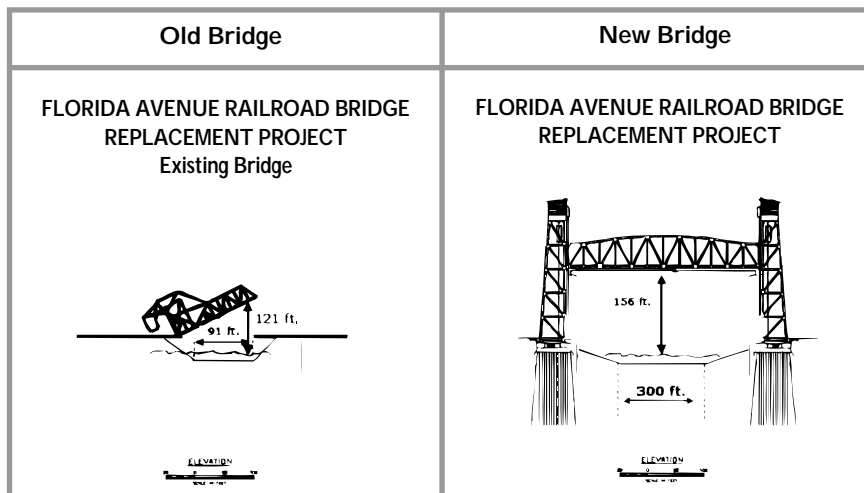 Old Bridge
New Bridge
FLORIDA AVENUE RAILROAD BRIDGE
REPLACEMENT PROJECT
Existing Bridge
121 ft.
91 ft.
ELEVATION
FLORIDA AVENUE RAILROAD BRIDGE
REPLACEMENT PROJECT
156 ft.
300 ft.
ELEVATION